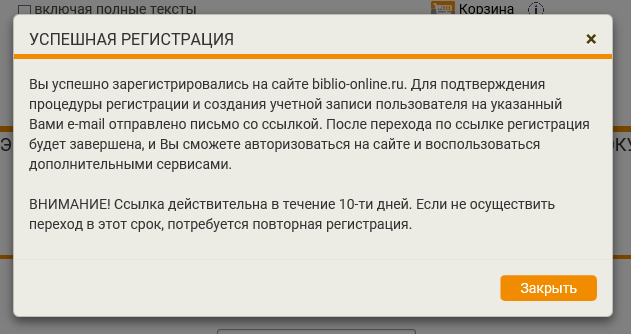 включая полные тексты
Корзина
УСПЕШНАЯ РЕГИСТРАЦИЯ
Вы успешно зарегистрировались на сайте biblio-online.ru. Для подтверждения
процедуры регистрации и создания учетной записи пользователя на указанный
Вами e-mail отправлено письмо со ссылкой. После перехода по ссылке регистрация
будет завершена, и Вы сможете авторизоваться на сайте и воспользоваться
дополнительными сервисами.
ВНИМАНИЕ! Ссылка действительна в течение 10-ти дней. Если не осуществить
переход в этот срок, потребуется повторная регистрация.
Закрыть